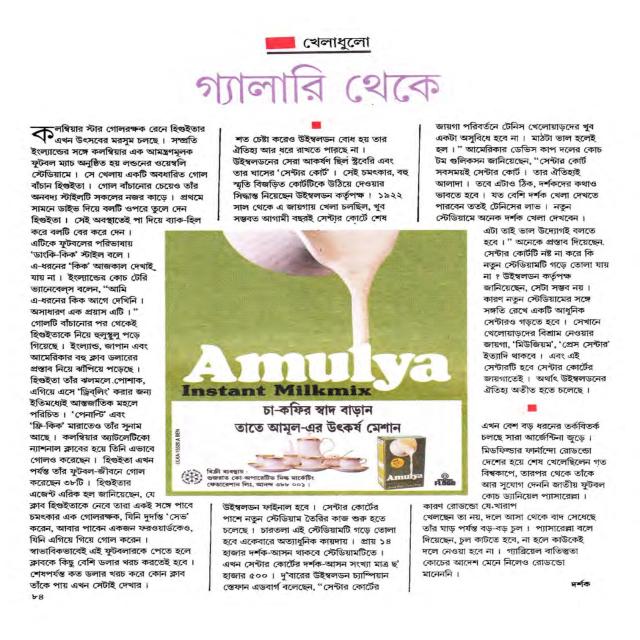 খেলাধুলো
গ্যালারি থেকে
কলম্বিয়ার স্টার গোলরক্ষক রেনে হিগুইতার
এখন উৎসবের মরসুম চলছে । সম্প্রতি
ইংল্যান্ডের সঙ্গে কলম্বিয়ার এক আমন্ত্রণমূলক
ফুটবল ম্যাচ অনুষ্ঠিত হয় লন্ডনের ওয়েম্বলি
স্টেডিয়ামে । সে খেলায় একটি অবধারিত গোল
বাঁচান হিগুইতা । গোল বাঁচানোর চেয়েও তাঁর
অনবদ্য স্টাইলটি সকলের নজর কাড়ে । প্রথমে
সামনে ডাইভ দিয়ে বলটি ওপরে তুলে দেন
হিগুইতা । সেই অবস্থাতেই পা দিয়ে ব্যাক-হিল
করে বলটি বের করে দেন ।
এটিকে ফুটবলের পরিভাষায়
'ডাংকি-কিক' স্টাইল বলে ।
এ-ধরনের 'কিক' আজকাল দেখাই
যায় না । ইংল্যান্ডের কোচ টেরি
ভ্যানেবেল্‌স বলেন, “আমি
এ-ধরনের কিক আগে দেখিনি ।
অসাধারণ এক প্রয়াস এটি ।”
গোলটি বাঁচানোর পর থেকেই
হিগুইতাকে নিয়ে হুলুস্থুলু পড়ে
গিয়েছে । ইংল্যান্ড, জাপান এবং
আমেরিকার বহু ক্লাব ডলারের
প্রস্তাব নিয়ে ঝাঁপিয়ে পড়েছে ।
হিগুইতা তাঁর ঝলমলে পোশাক,
এগিয়ে এসে 'ড্রিব্‌লিং' করার জন্য
ইতিমধ্যেই আন্তর্জাতিক মহলে
পরিচিত । 'পেনাল্টি' এবং
'ফ্রি-কিক' মারাতেও তাঁর সুনাম
আছে । কলম্বিয়ার অ্যাটলেটিকো
ন্যাশনাল ক্লাবের হয়ে তিনি এভাবে
গোলও করেছেন । হিগুইতা এখন
পর্যন্ত তাঁর ফুটবল-জীবনে গোল
করেছেন ৩৮টি । হিগুইতার
এজেন্ট এরিক হল জানিয়েছেন, যে
ক্লাব হিগুইতাকে নেবে তারা একই সঙ্গে পাবে
চমৎকার এক গোলরক্ষক, যিনি দুর্দান্ত 'সেভ'
করেন, আবার পাবেন একজন ফরওয়ার্ডকেও,
যিনি এগিয়ে গিয়ে গোল করেন ।
স্বাভাবিকভাবেই এই ফুটবলারকে পেতে হলে
ক্লাবকে কিছু বেশি ডলার খরচ করতেই হবে ।
শেষপর্যন্ত কত ডলার খরচ করে কোন ক্লাব
তাঁকে পায় এখন সেটাই দেখার ।
শত চেষ্টা করেও উইম্বলডন বোধ হয় তার
ঐতিহ্য আর ধরে রাখতে পারছে না ।
উইম্বলডনের সেরা আকর্ষণ ছিল স্ট্রবেরি এবং
তার ঘাসের 'সেন্টার কোর্ট' । সেই চমৎকার, বহু
স্মৃতি বিজড়িত কোর্টটিকে উঠিয়ে দেওয়ার
সিদ্ধান্ত নিয়েছেন উইম্বলডন কর্তৃপক্ষ । ১৯২২
সাল থেকে এ জায়গায় খেলা চলছিল, খুব
সম্ভবত আগামী বছরই সেন্টার কোর্টে শেষ
Amulya
Instant Milkmix
চা-কফির স্বাদ বাড়ান
তাতে আমূল-এর উৎকর্ষ মেশান
বিক্রী ব্যবস্থায় :
গুজরাত কো অপারেটিভ মিল্ক মার্কেটিং
ফেডারেশন লিঃ, আনন্দ ৩৮৮ ০০১ ।
Amulya
উইম্বলডন ফাইনাল হবে । সেন্টার কোর্টের
পাশে নতুন স্টেডিয়াম তৈরির কাজ শুরু হতে
চলেছে । চারতলা এই স্টেডিয়ামটি গড়ে তোলা
হবে একেবারে অত্যাধুনিক কায়দায় । প্রায় ১৪
হাজার দর্শক-আসন থাকবে স্টেডিয়ামটিতে ।
এখন সেন্টার কোর্টের দর্শক-আসন সংখ্যা মাত্র ছ'
হাজার ৫০০ । দু'বারের উইম্বলডন চ্যাম্পিয়ান
স্তেফান এডবার্গ বলেছেন, “সেন্টার কোর্টের
জায়গা পরিবর্তনে টেনিস খেলোয়াড়দের খুব
একটা অসুবিধে হবে না । মাঠটা ভাল হলেই
হল ।” আমেরিকার ডেভিস কাপ দলের কোচ
টম গুলিকসন জানিয়েছেন, “সেন্টার কোর্ট
সবসময়ই সেন্টার কোর্ট । তার ঐতিহ্যই
আলাদা । তবে এটাও ঠিক, দর্শকদের কথাও
ভাবতে হবে । যত বেশি দর্শক খেলা দেখতে
পারবেন ততই টেনিসের লাভ । নতুন
স্টেডিয়ামে অনেক দর্শক খেলা দেখবেন ।
এটা তাই ভাল উদ্যোগই বলতে
হবে ।” অনেকে প্রস্তাব দিয়েছেন,
সেন্টার কোর্টটি নষ্ট না করে কি
নতুন স্টেডিয়ামটি গড়ে তোলা যায়
না ? উইম্বলডন কর্তৃপক্ষ
জানিয়েছেন, সেটা সম্ভব নয় ।
কারণ নতুন স্টেডিয়ামের সঙ্গে
সঙ্গতি রেখে একটি আধুনিক
সেন্টারও গড়তে হবে । সেখানে
খেলোয়াড়দের বিশ্রাম নেওয়ার
জায়গা, 'মিউজিয়ম', 'প্রেস সেন্টার'
ইত্যাদি থাকবে । এবং এই
সেন্টারটি হবে সেন্টার কোর্টের
জায়গাতেই । অর্থাৎ উইম্বলডনের
ঐতিহ্য অতীত হতে চলেছে ।
এখন বেশ বড় ধরনের তর্কবিতর্ক
চলছে সারা আর্জেন্টিনা জুড়ে ।
মিডফিল্ডার ফার্নান্দো রোডন্ডো
দেশের হয়ে শেষ খেলেছিলেন গত
বিশ্বকাপে, তারপর থেকে তাঁকে
আর সুযোগ দেননি জাতীয় ফুটবল
কোচ ড্যানিয়েল প্যাসারেল্লা ।
কারণ রোডন্ডো যে-খারাপ
খেলছেন তা নয়, দলে আসা থেকে বাদ সেধেছে
তাঁর ঘাড় পর্যন্ত বড়-বড় চুল । প্যাসারেল্লা বলে
দিয়েছেন, চুল কাটতে হবে, না হলে কাউকেই
দলে নেওয়া হবে না । গ্যাব্রিয়েল বাতিস্তুতা
কোচের আদেশ মেনে নিলেও রোডন্ডো
মানেননি ।
দর্শক
৮৪